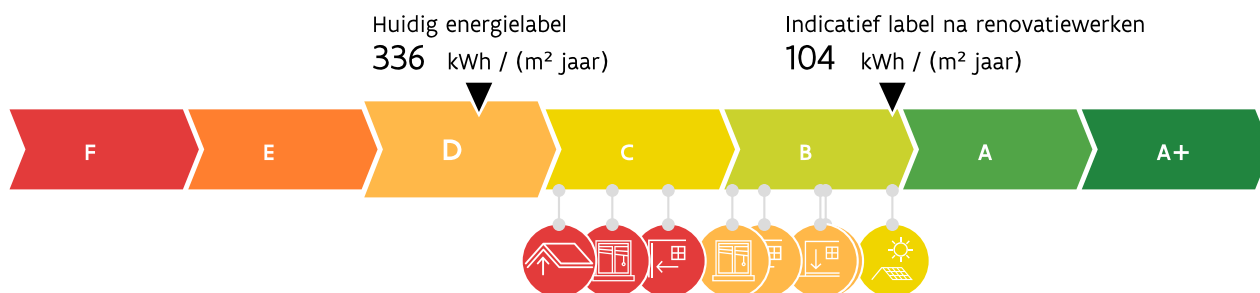 Huidig energielabel
336 kWh / (m² jaar)
Indicatief label na renovatiewerken
104 kWh / (m² jaar)
F E D C B A A+